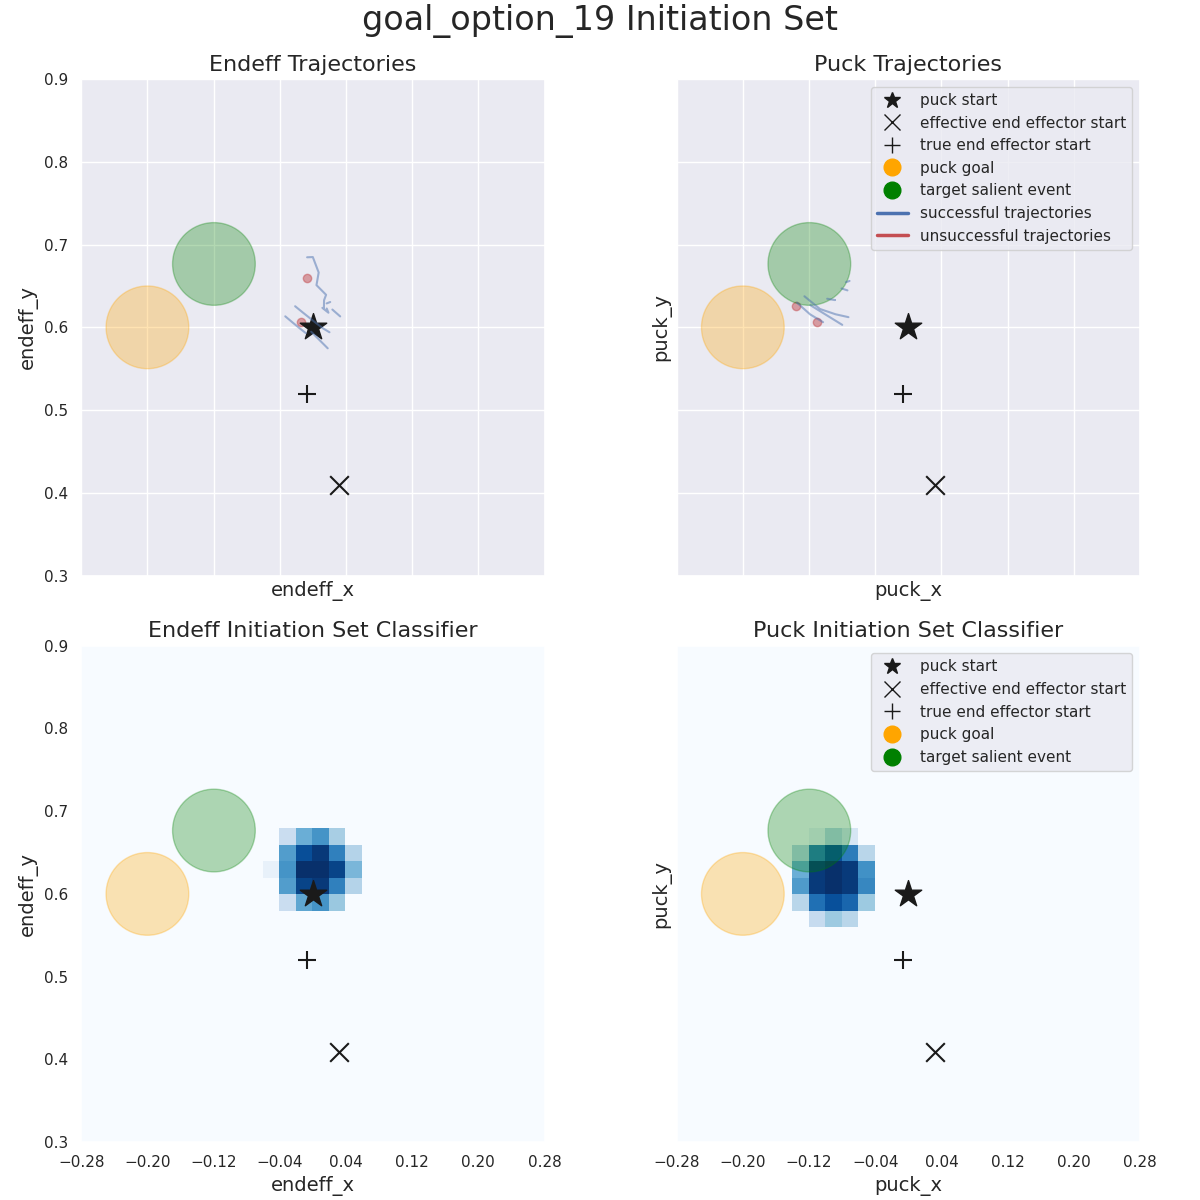 goal_option_19 Initiation Set
Endeff Trajectories
0.9
0.8
0.7
0.6
0.5
0.4
0.3
endeff_y
endeff_x
Puck Trajectories
puck start
effective end effector start
true end effector start
puck goal
target salient event
successful trajectories
unsuccessful trajectories
puck_y
puck_x
Endeff Initiation Set Classifier
0.9
0.8
0.7
0.6
0.5
0.4
0.3
endeff_y
−0.28 −0.20 −0.12 −0.04 0.04 0.12 0.20 0.28
endeff_x
Puck Initiation Set Classifier
puck start
effective end effector start
true end effector start
puck goal
target salient event
puck_y
−0.28 −0.20 −0.12 −0.04 0.04 0.12 0.20 0.28
puck_x